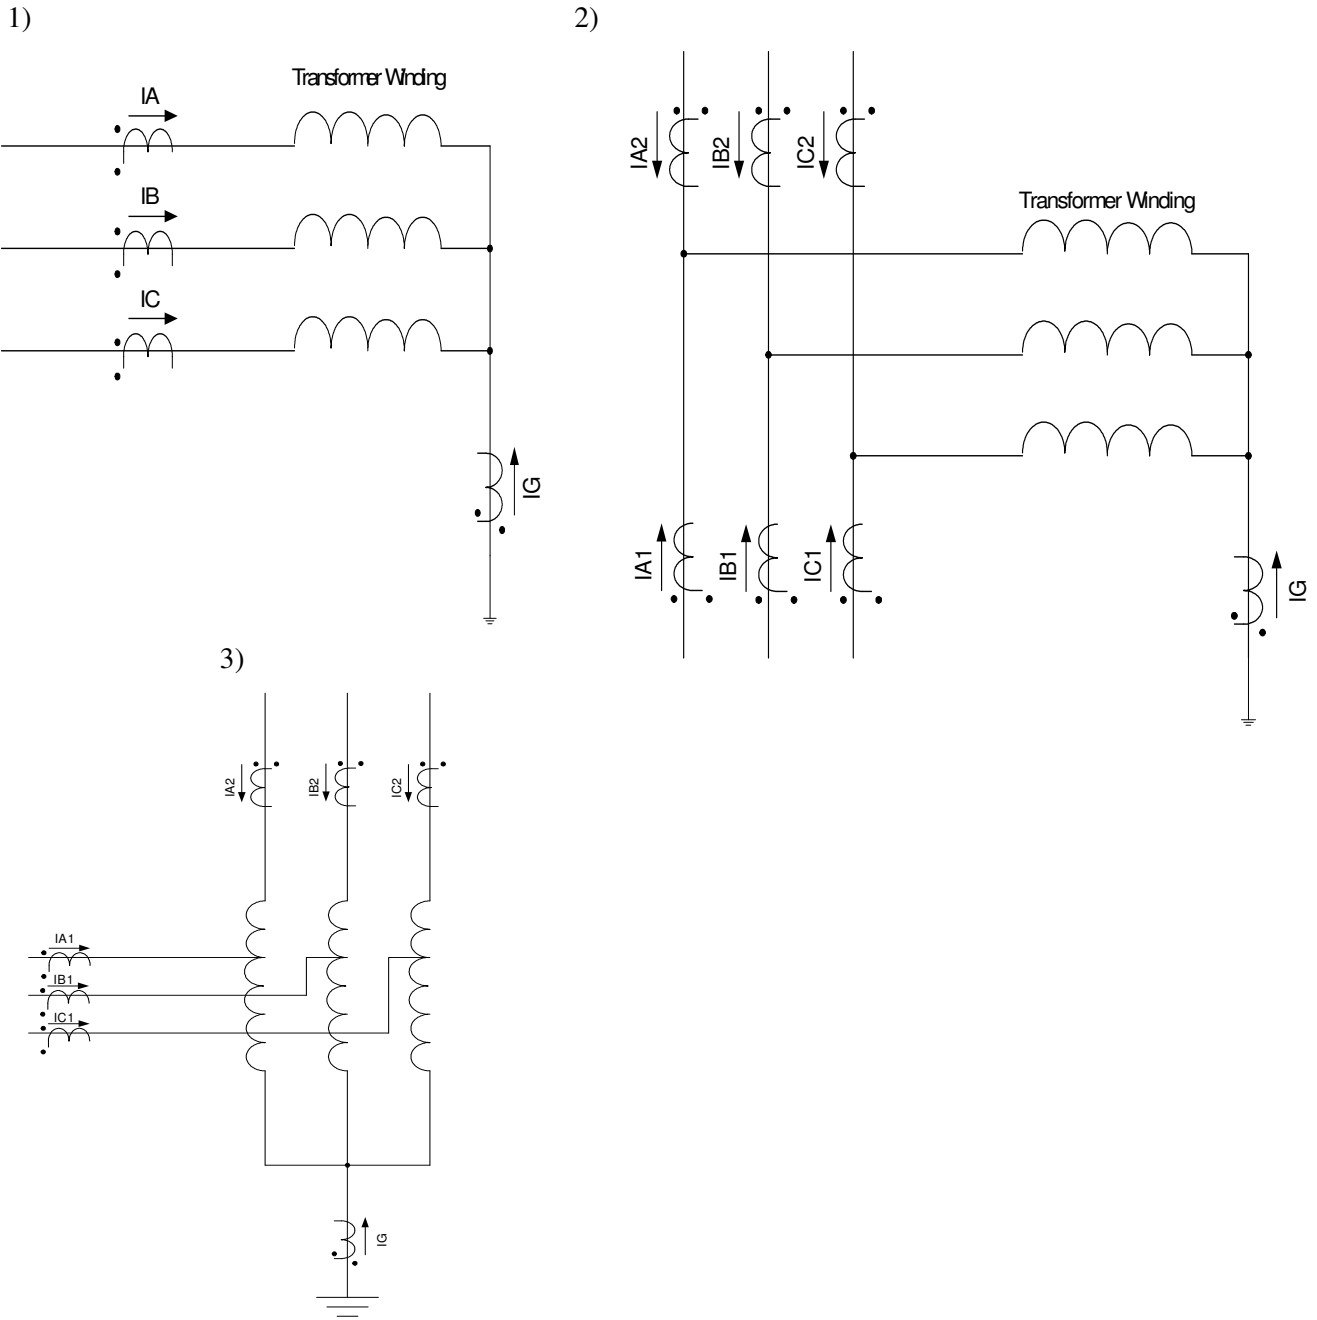 1)
2)
Transformer Winding
IA
IB
IC
IG
IA2
IB2
IC2
Transformer Winding
IA1
IB1
IC1
IG
3)
IA2
IB2
IC2
IA1
IB1
IC1
IG